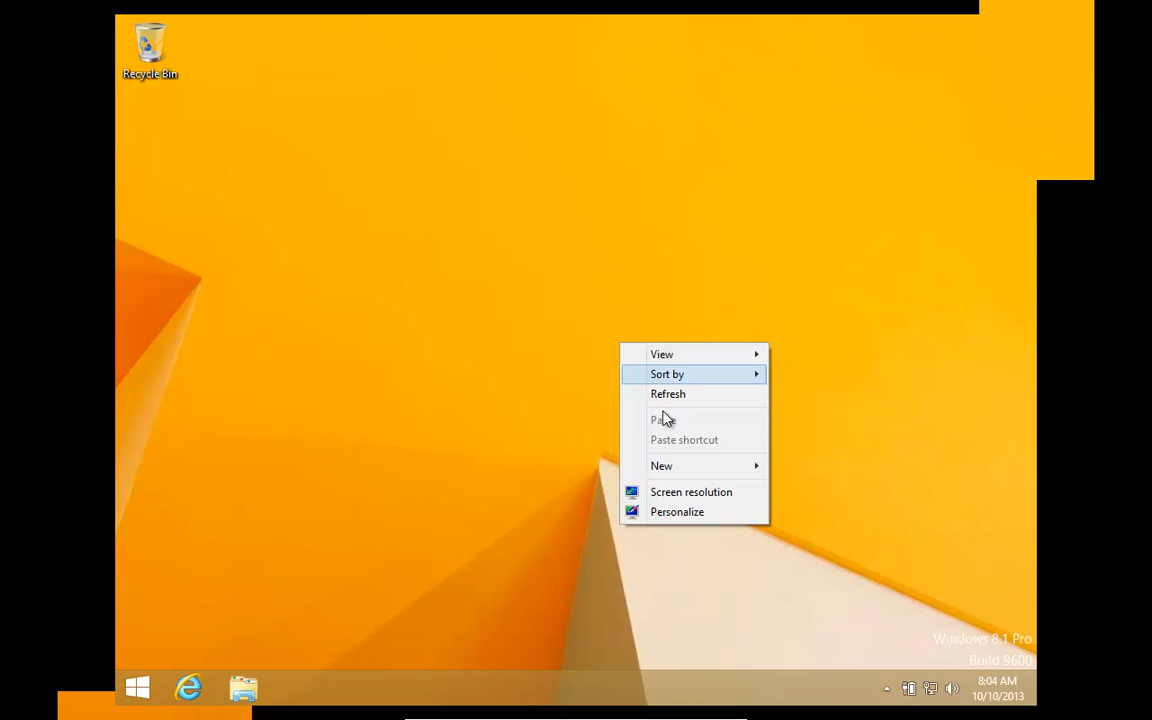 Recycle Bin
View
Sort by
Refresh
Paste shortcut
New
Screen resolution
Personalize
Windows 8.1 Pro
Build 9600
8:04 AM
10/10/2013